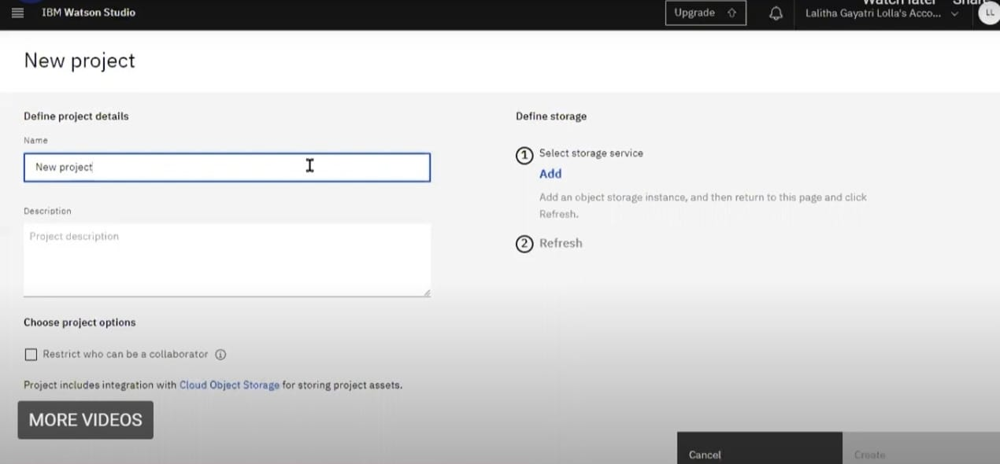 IBM Watson Studio
Upgrade
Lalitha Gayatri Lolla's Acco...
LL
New project
Define project details
Name
New project
Description
Project description
Choose project options
Restrict who can be a collaborator
Project includes integration with Cloud Object Storage for storing project assets.
MORE VIDEOS
Define storage
1 Select storage service
Add
Add an object storage instance, and then return to this page and click
Refresh.
2 Refresh
Cancel
Create